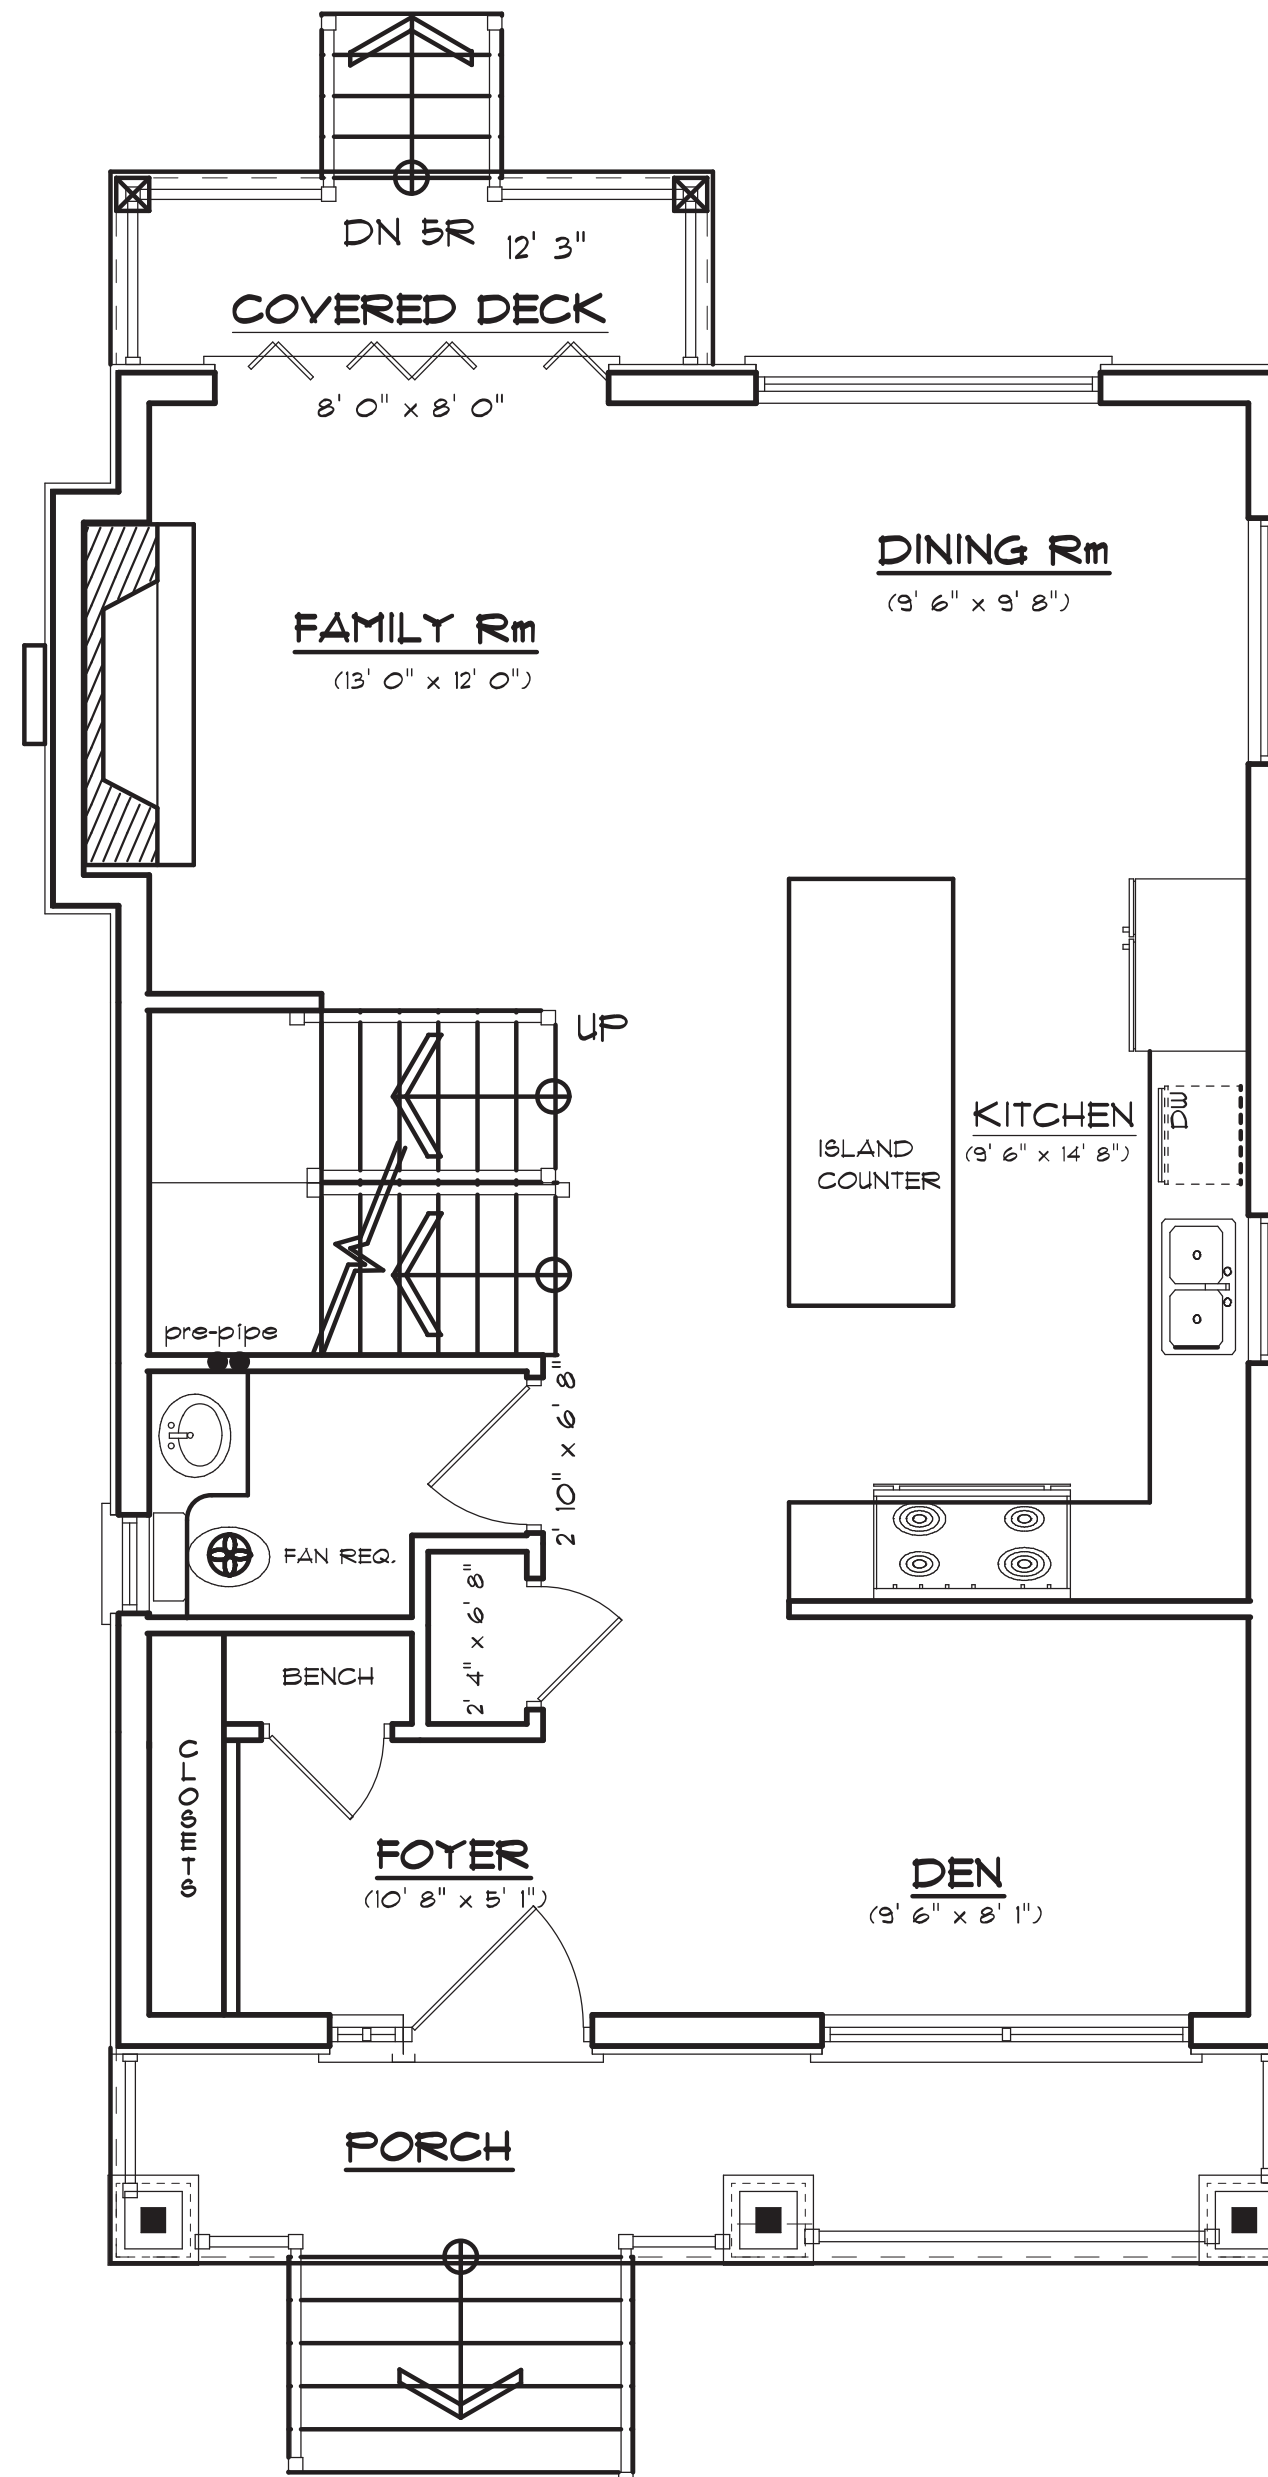 DN 5R
12' 3"
COVERED DECK
8' 0" x 8' 0"
DINING Rm
(9' 6" x 9' 8")
FAMILY Rm
(13' 0" x 12' 0")
UP
KITCHEN
(9' 6" x 14' 8")
DW
ISLAND
COUNTER
pre-pipe
2' 10" x 6' 8"
FAN REQ.
2' 4" x 6' 8"
BENCH
CLOSETS
FOYER
(10' 8" x 5' 1")
DEN
(9' 6" x 8' 1")
PORCH